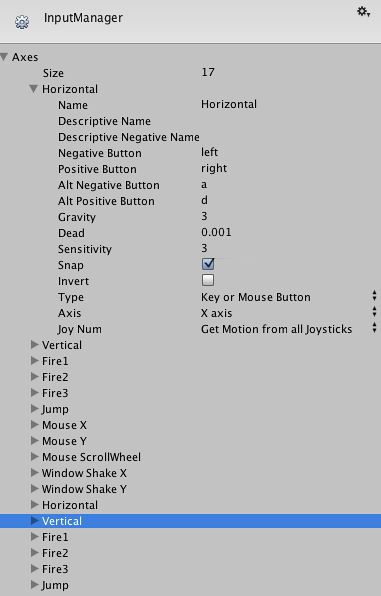 InputManager
Axes
Size 17
Horizontal
Name Horizontal
Descriptive Name
Descriptive Negative Name
Negative Button left
Positive Button right
Alt Negative Button a
Alt Positive Button d
Gravity 3
Dead 0.001
Sensitivity 3
Snap
Invert
Type Key or Mouse Button
Axis X axis
Joy Num Get Motion from all Joysticks
Vertical
Fire1
Fire2
Fire3
Jump
Mouse X
Mouse Y
Mouse ScrollWheel
Window Shake X
Window Shake Y
Horizontal
Vertical
Fire1
Fire2
Fire3
Jump